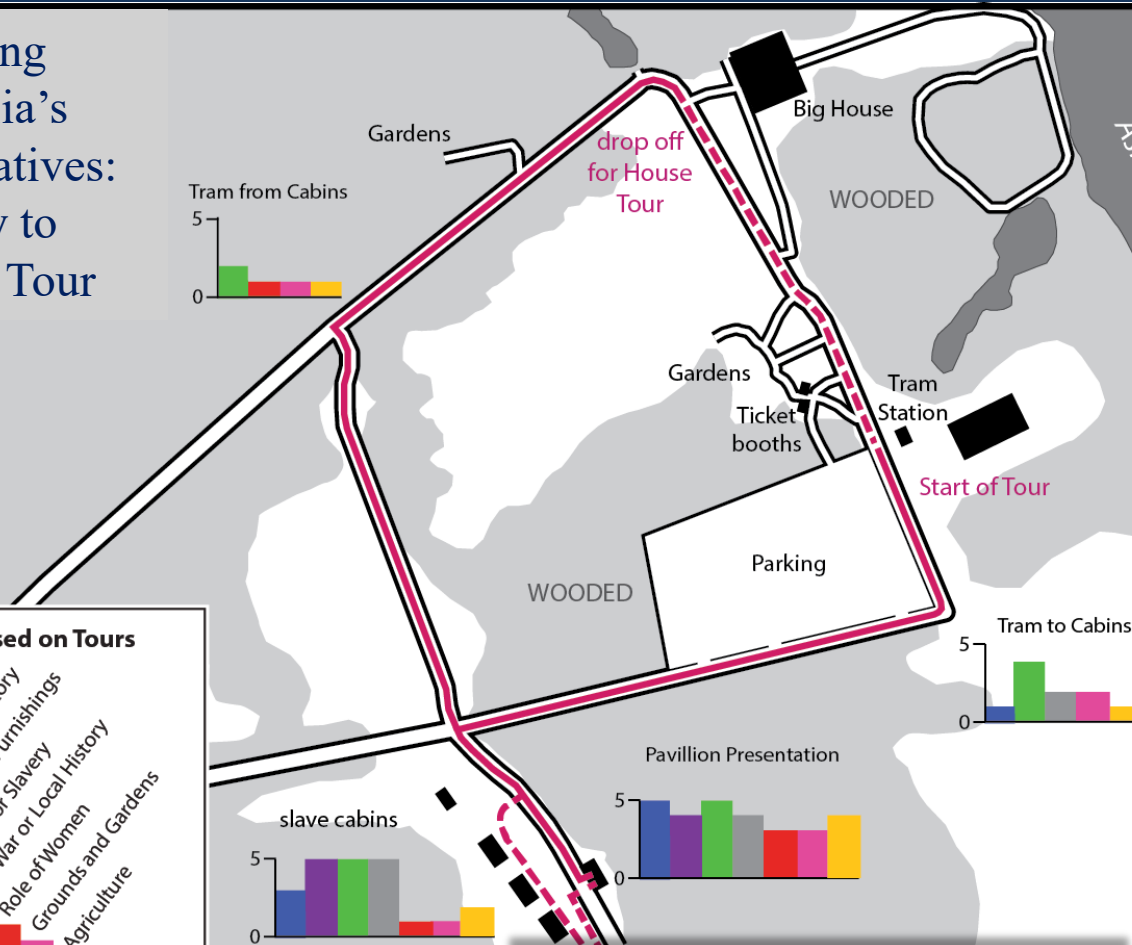 ng
ia's
atives:
y to
Tour
Gardens
Tram from Cabins
5
0
drop off
for House
Tour
Big House
WOODED
Gardens
Ticket
booths
Tram
Station
Start of Tour
Parking
WOODED
sed on Tours
ory
urnishings
or Slavery
War or Local History
Role of Women
Grounds and Gardens
Agriculture
Tram to Cabins
5
0
Pavillion Presentation
5
0
slave cabins
5
0